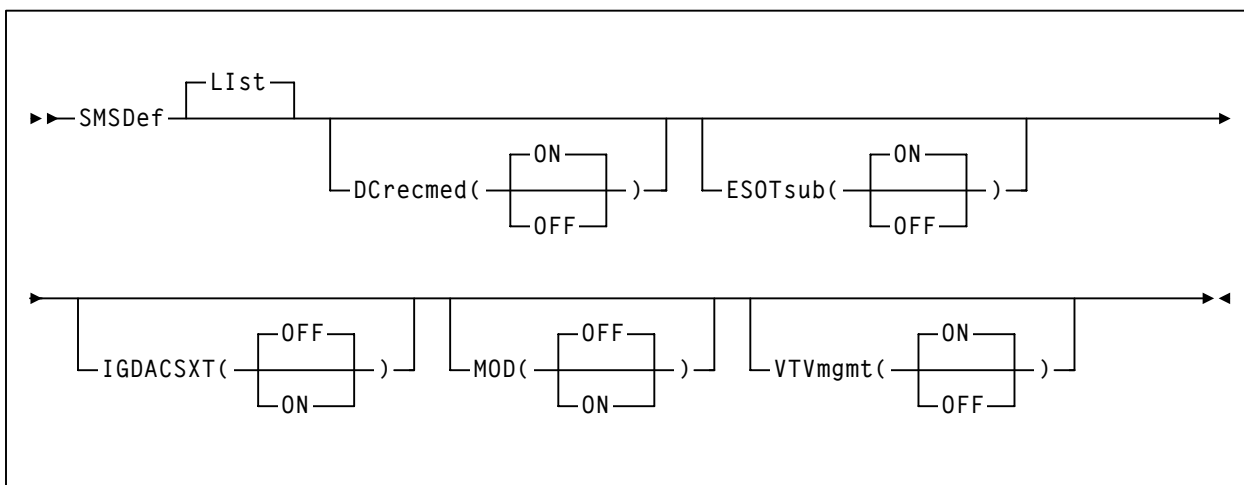 LIst
SMSDef
ON ON
DCrecmed( ) ESOTsub( )
OFF OFF
OFF OFF ON
IGDACSXT( ) MOD( ) VTVmgmt( )
ON ON OFF